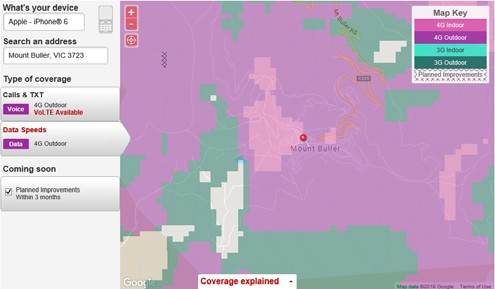 What's your device
Apple - iPhone® 6
Search an address
Mount Buller, VIC 3723
Type of coverage
Calls & TXT
Voice
4G Outdoor
VoLTE Available
Data Speeds
Data
4G Outdoor
Coming soon
Planned Improvements
Within 3 months
+
−
Mt Buller Rd
Mount Buller
Map Key
4G Indoor
4G Outdoor
3G Indoor
3G Outdoor
Planned Improvements
Google
Coverage explained
Map data ©2016 Google
Terms of Use